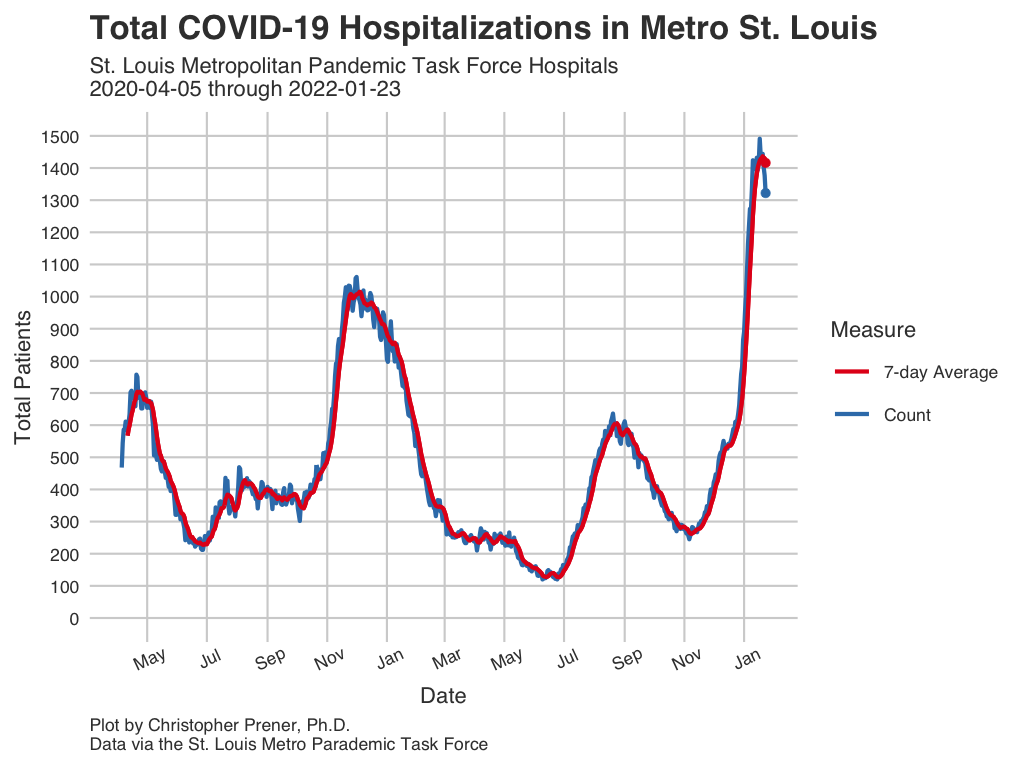 Total COVID-19 Hospitalizations in Metro St. Louis
St. Louis Metropolitan Pandemic Task Force Hospitals
2020-04-05 through 2022-01-23
1500
1400
1300
1200
1100
1000
900
800
700
600
500
400
300
200
100
0
Total Patients
May Jul Sep Nov Jan Mar May Jul Sep Nov Jan
Date
Measure
7-day Average
Count
Plot by Christopher Prener, Ph.D.
Data via the St. Louis Metro Parademic Task Force